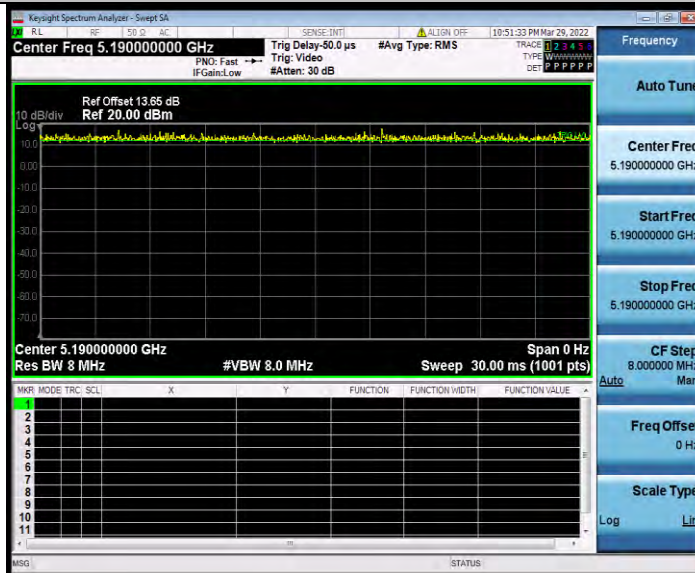 Keysight Spectrum Analyzer - Swept SA
RL RF 50 Ω AC SENSE:INT ALIGN OFF 10:51:33 PM Mar 29, 2022
Center Freq 5.190000000 GHz
PNO: Fast
IFGain:Low
Trig Delay-50.0 µs
Trig: Video
#Atten: 30 dB
#Avg Type: RMS
TRACE 1 2 3 4 5 6
TYPE W
DET P P P P P P
Ref Offset 13.65 dB
10 dB/div Ref 20.00 dBm
Log
10.0
0.00
-10.0
-20.0
-30.0
-40.0
-50.0
-60.0
-70.0
Center 5.190000000 GHz Span 0 Hz
Res BW 8 MHz #VBW 8.0 MHz Sweep 30.00 ms (1001 pts)
MKR MODE TRC SCL X Y FUNCTION FUNCTION WIDTH FUNCTION VALUE
1
2
3
4
5
6
7
8
9
10
11
MSG STATUS
Frequency
Auto Tune
Center Freq
5.190000000 GHz
Start Freq
5.190000000 GHz
Stop Freq
5.190000000 GHz
CF Step
8.000000 MHz
Auto Man
Freq Offset
0 Hz
Scale Type
Log Lin